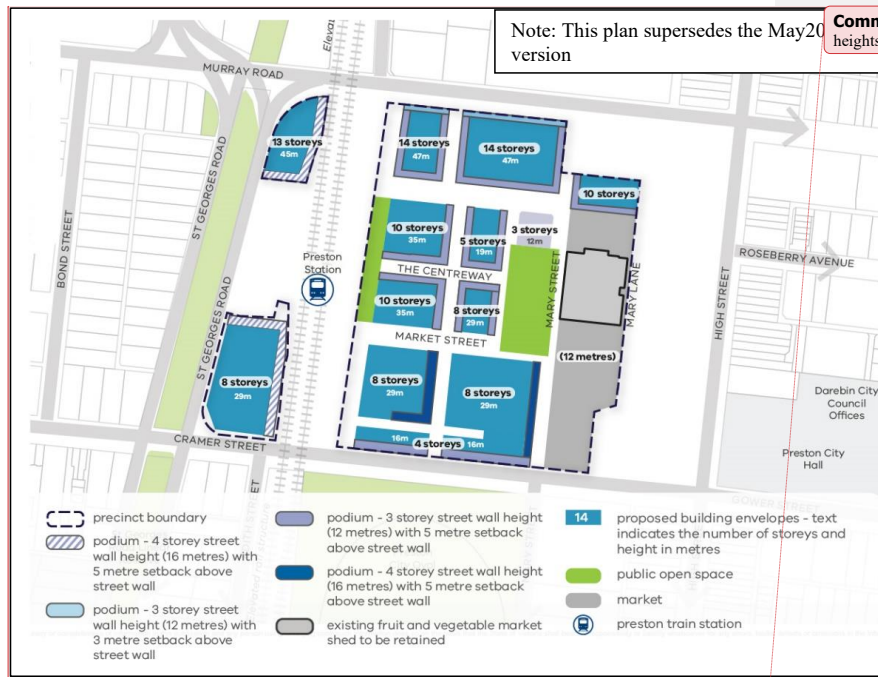 Note: This plan supersedes the May20
version
Comm
heights
MURRAY ROAD
13 storeys
45m
14 storeys
47m
14 storeys
47m
10 storeys
ST GEORGES ROAD
BOND STREET
10 storeys
35m
5 storeys
19m
3 storeys
12m
Preston
Station
THE CENTREWAY
MARY STREET
MARY LANE
HIGH STREET
ROSEBERRY AVENUE
10 storeys
35m
8 storeys
29m
MARKET STREET
(12 metres)
ST GEORGES ROAD
8 storeys
29m
8 storeys
29m
8 storeys
29m
Darebin City
Council
Offices
CRAMER STREET
16m
4 storeys
16m
Preston City
Hall
GOWER STREET
precinct boundary
podium - 4 storey street
wall height (16 metres) with
5 metre setback above
street wall
podium - 3 storey street
wall height (12 metres) with
3 metre setback above
street wall
podium - 3 storey street wall height
(12 metres) with 5 metre setback
above street wall
podium - 4 storey street wall height
(16 metres) with 5 metre setback
above street wall
existing fruit and vegetable market
shed to be retained
14
proposed building envelopes - text
indicates the number of storeys and
height in metres
public open space
market
preston train station